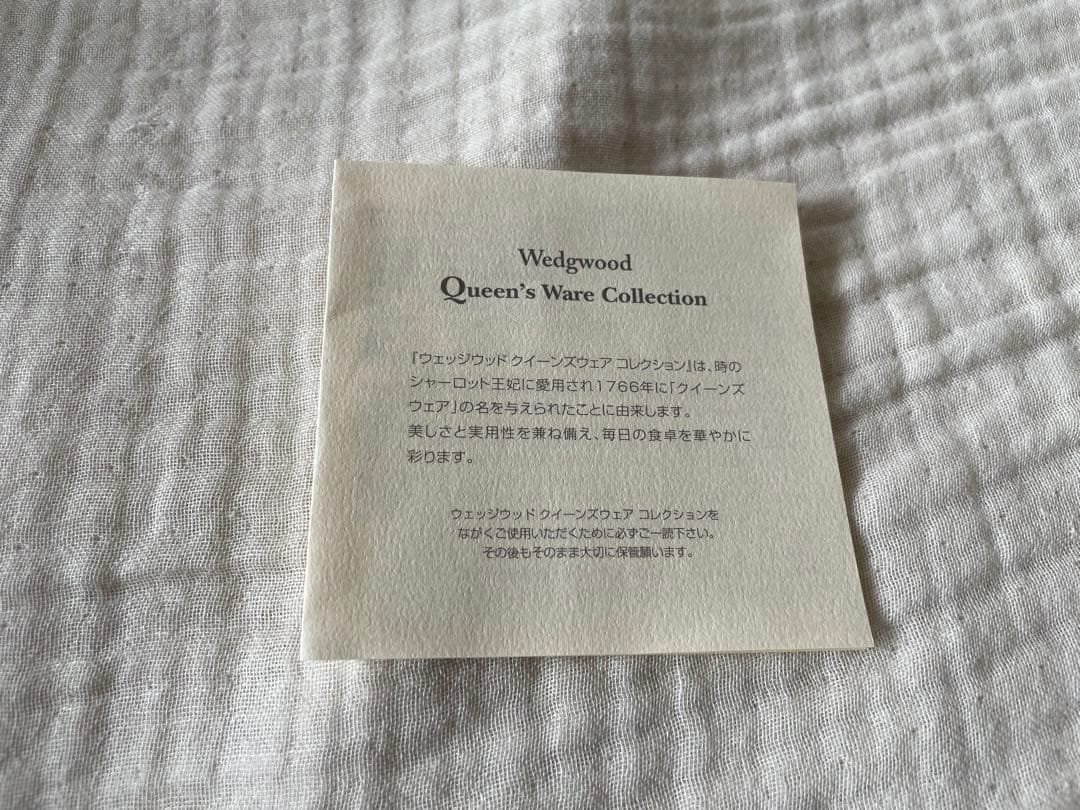 Wedgwood
Queen's Ware Collection
『ウェッジウッド クイーンズウェア コレクション』は、時の
シャーロット王妃に愛用され1766年に「クイーンズ
ウェア」の名を与えられたことに由来します。
美しさと実用性を兼ね備え、毎日の食卓を華やかに
彩ります。
ウェッジウッド クイーンズウェア コレクションを
ながくご使用いただくために必ずご一読下さい。
その後もそのまま大切に保管願います。